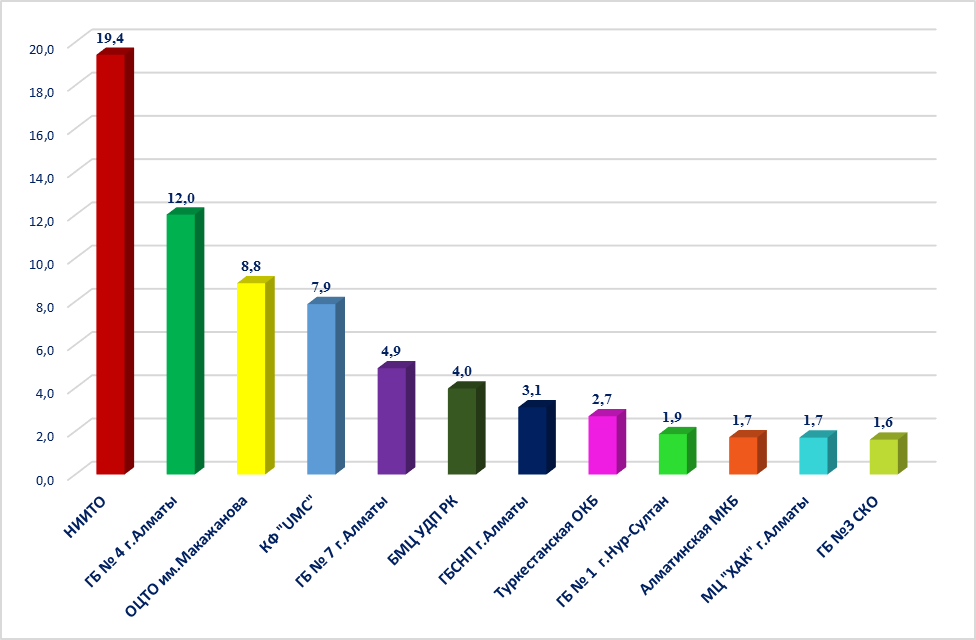 19,4
12,0
8,8
7,9
4,9
4,0
3,1
2,7
1,9
1,7
1,7
1,6
20,0
18,0
16,0
14,0
12,0
10,0
8,0
6,0
4,0
2,0
0,0
НИИТО
ГБ № 4 г.Алматы
ОЦТО им.Макажанова
КФ "UMC"
ГБ № 7 г.Алматы
БМЦ УДП РК
ГБСНП г.Алматы
Туркестанская ОКБ
ГБ № 1 г.Нур-Султан
Алматинская МКБ
МЦ "ХАК" г.Алматы
ГБ №3 СКО